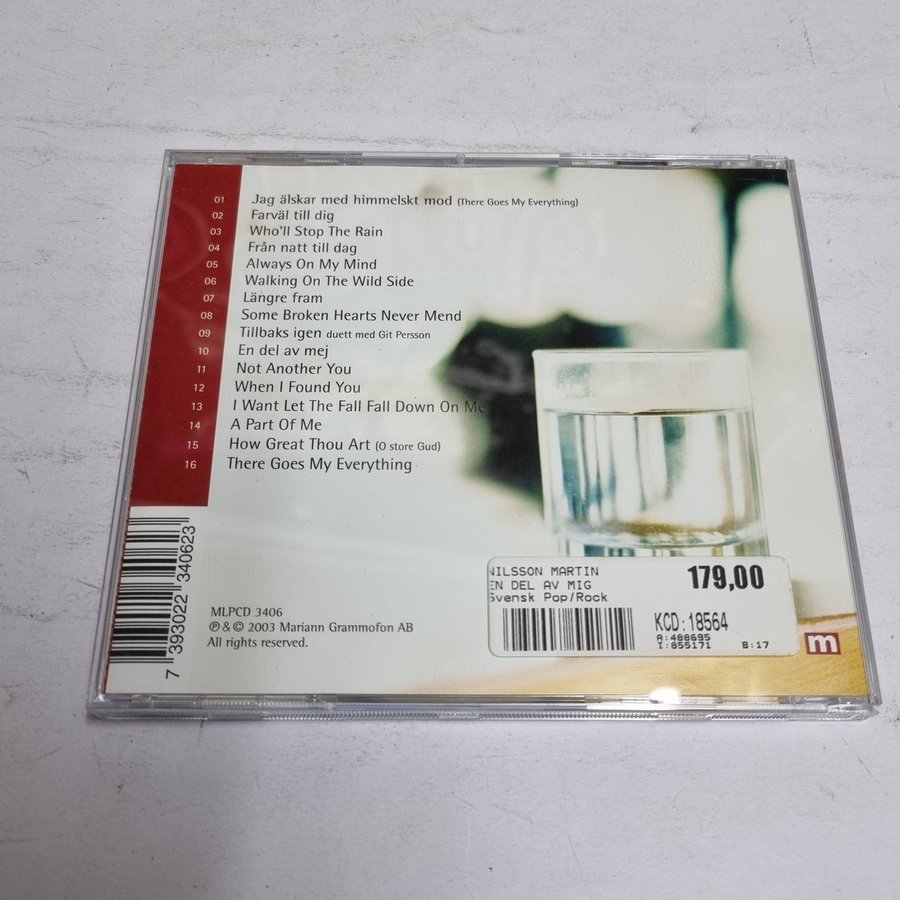 01 Jag älskar med himmelskt mod (There Goes My Everything)
02 Farväl till dig
03 Who'll Stop The Rain
04 Från natt till dag
05 Always On My Mind
06 Walking On The Wild Side
07 Längre fram
08 Some Broken Hearts Never Mend
09 Tillbaks igen duett med Git Persson
10 En del av mej
11 Not Another You
12 When I Found You
13 I Want Let The Fall Fall Down On Me
14 A Part Of Me
15 How Great Thou Art (O store Gud)
16 There Goes My Everything
7 393022 340623
MLPCD 3406
℗ & © 2003 Mariann Grammofon AB
All rights reserved.
NILSSON MARTIN
EN DEL AV MIG
Svensk Pop/Rock
179,00
KCD:18564
A:488695
I:855171 B:17
m